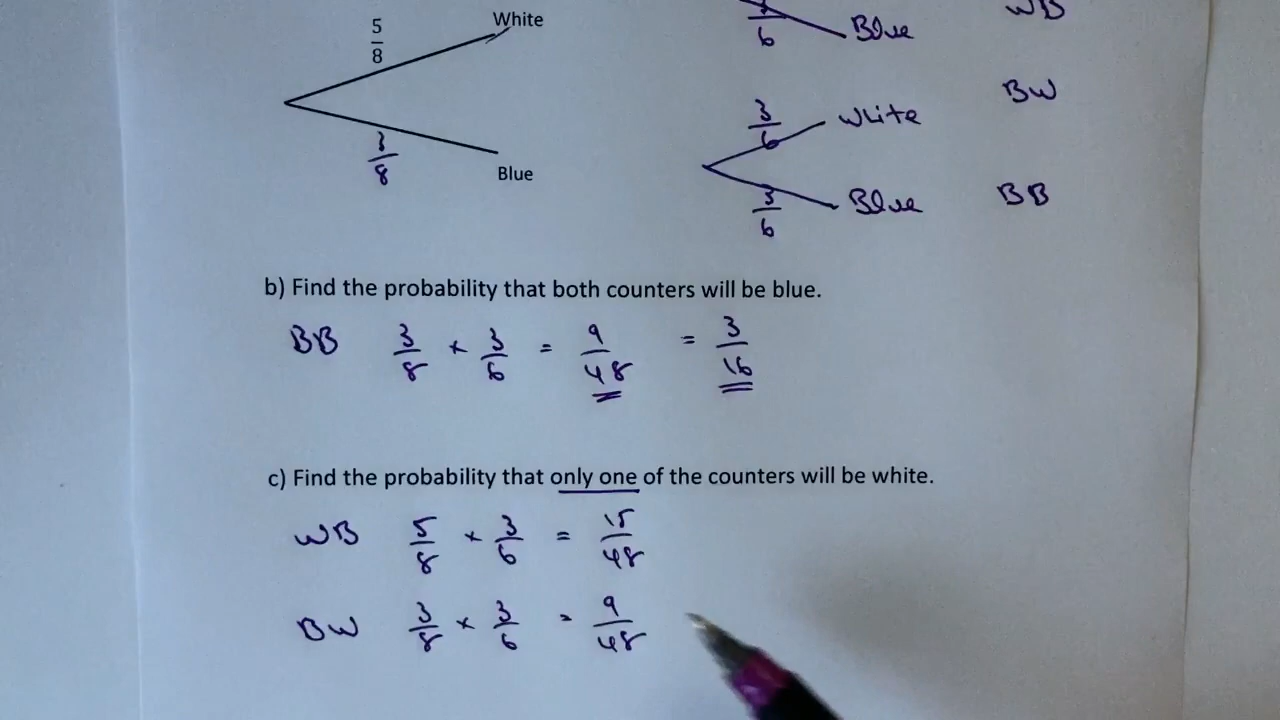 5/8 White
3/8 Blue
/6 Blue WB
3/6 White BW
3/6 Blue BB
b) Find the probability that both counters will be blue.
BB 3/8 × 3/6 = 9/48 = 3/16
c) Find the probability that only one of the counters will be white.
WB 5/8 × 3/6 = 15/48
BW 3/8 × 3/6 = 9/48